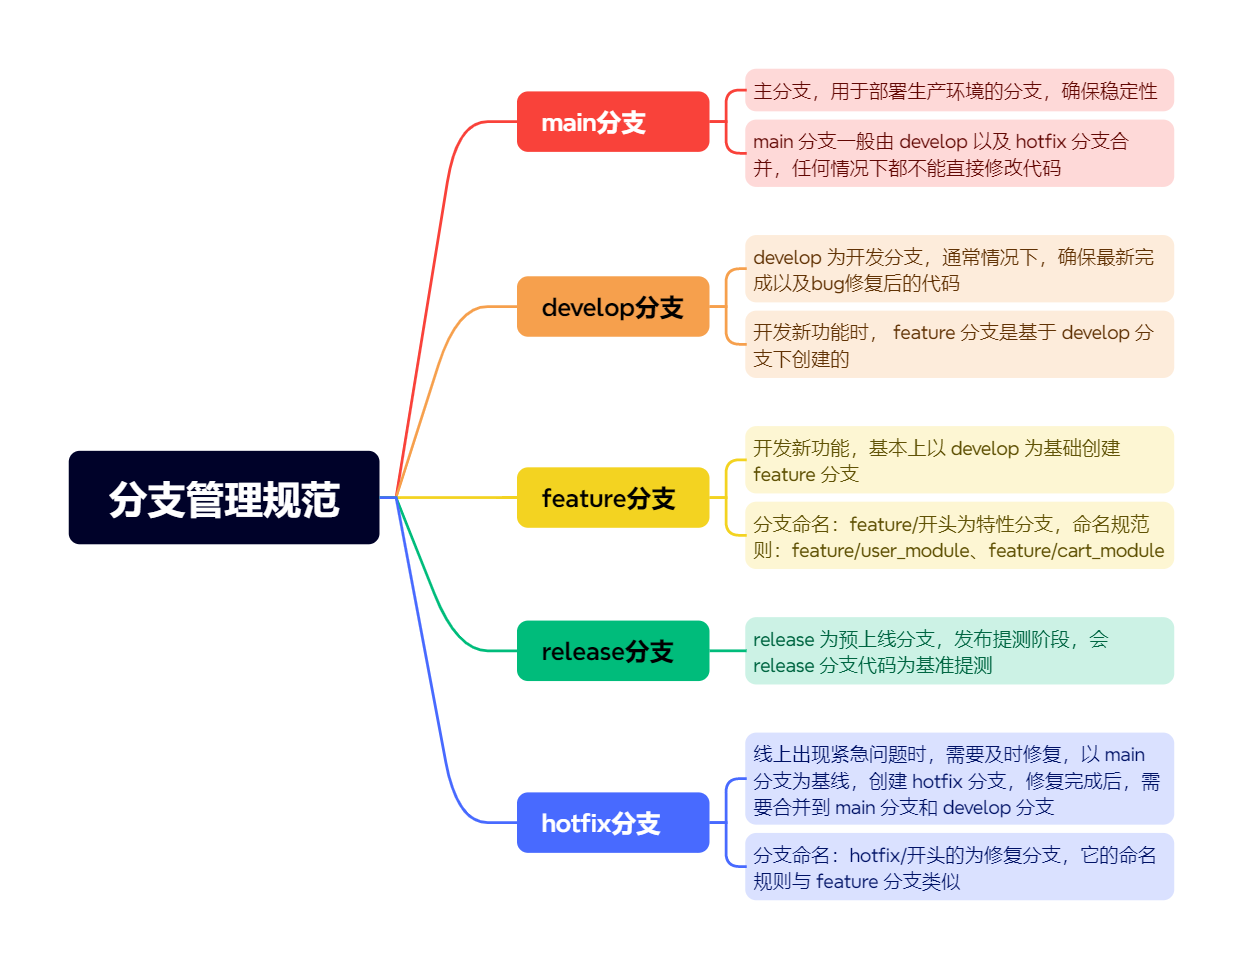 分支管理规范
main分支
主分支，用于部署生产环境的分支，确保稳定性
main 分支一般由 develop 以及 hotfix 分支合
并，任何情况下都不能直接修改代码
develop分支
develop 为开发分支，通常情况下，确保最新完
成以及bug修复后的代码
开发新功能时， feature 分支是基于 develop 分
支下创建的
feature分支
开发新功能，基本上以 develop 为基础创建
feature 分支
分支命名：feature/开头为特性分支，命名规范
则：feature/user_module、feature/cart_module
release分支
release 为预上线分支，发布提测阶段，会
release 分支代码为基准提测
hotfix分支
线上出现紧急问题时，需要及时修复，以 main
分支为基线，创建 hotfix 分支，修复完成后，需
要合并到 main 分支和 develop 分支
分支命名：hotfix/开头的为修复分支，它的命名
规则与 feature 分支类似